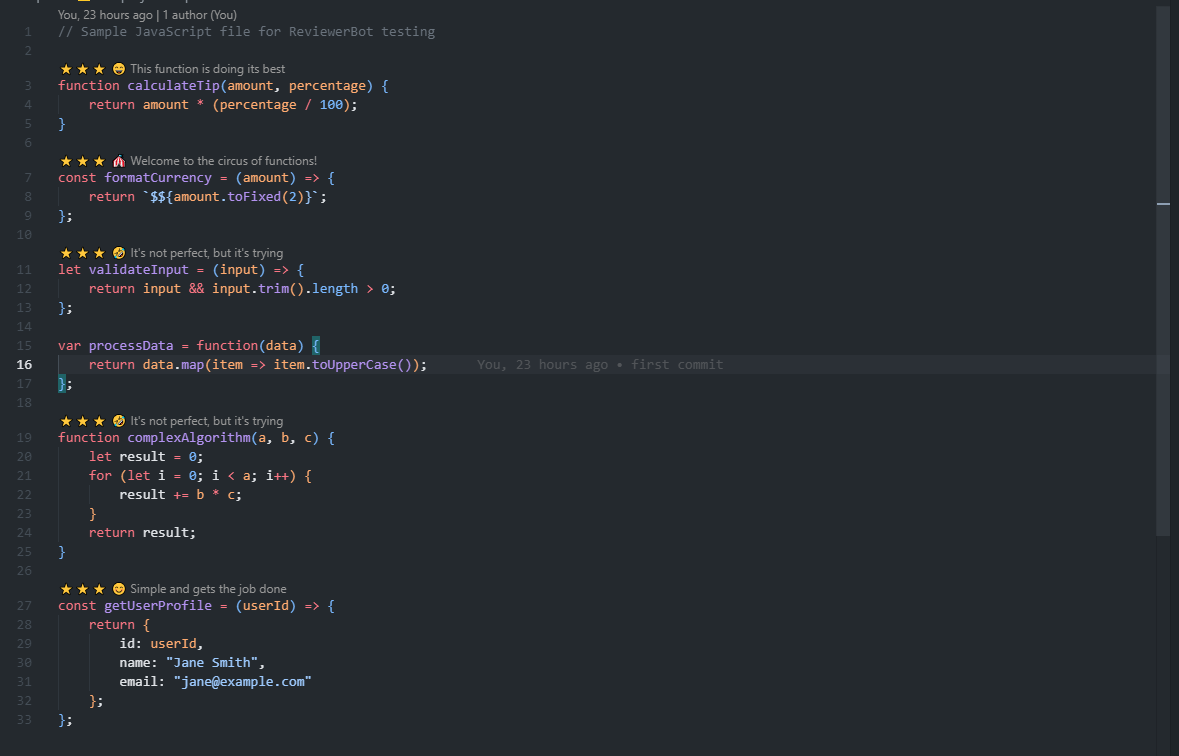 You, 23 hours ago | 1 author (You)
1 // Sample JavaScript file for ReviewerBot testing
2
★ ★ ★ 😄 This function is doing its best
3 function calculateTip(amount, percentage) {
4     return amount * (percentage / 100);
5 }
6
★ ★ ★ 🎪 Welcome to the circus of functions!
7 const formatCurrency = (amount) => {
8     return `$${amount.toFixed(2)}`;
9 };
10
★ ★ ★ 🤣 It's not perfect, but it's trying
11 let validateInput = (input) => {
12     return input && input.trim().length > 0;
13 };
14
15 var processData = function(data) {
16     return data.map(item => item.toUpperCase());     You, 23 hours ago • first commit
17 };
18
★ ★ ★ 🤣 It's not perfect, but it's trying
19 function complexAlgorithm(a, b, c) {
20     let result = 0;
21     for (let i = 0; i < a; i++) {
22         result += b * c;
23     }
24     return result;
25 }
26
★ ★ ★ 😊 Simple and gets the job done
27 const getUserProfile = (userId) => {
28     return {
29         id: userId,
30         name: "Jane Smith",
31         email: "jane@example.com"
32     };
33 };